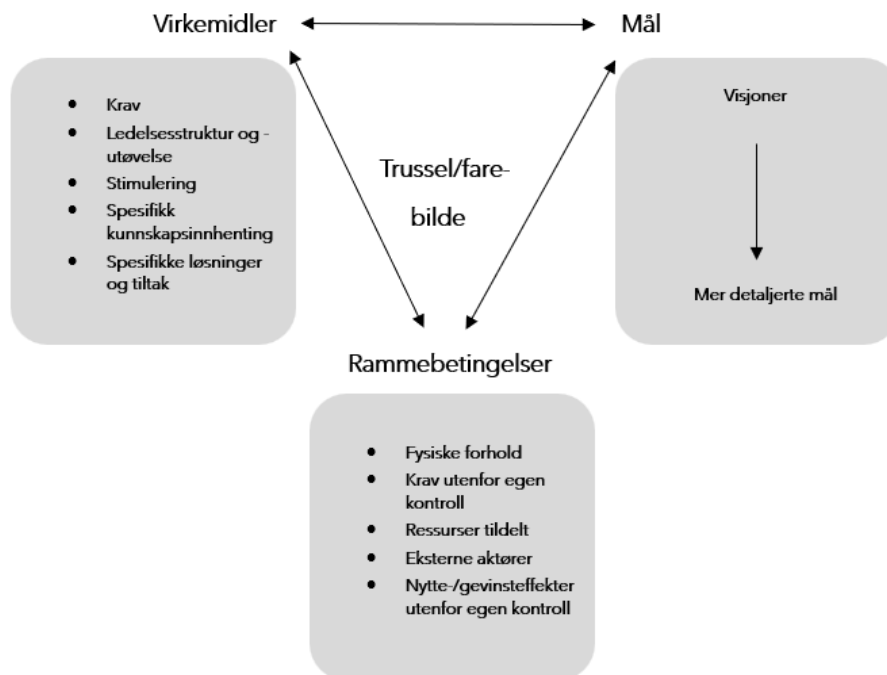 Virkemidler
Mål
Krav
Ledelsesstruktur og -
utøvelse
Stimulering
Spesifikk
kunnskapsinnhenting
Spesifikke løsninger
og tiltak
Trussel/fare-
bilde
Visjoner
Mer detaljerte mål
Rammebetingelser
Fysiske forhold
Krav utenfor egen
kontroll
Ressurser tildelt
Eksterne aktører
Nytte-/gevinsteffekter
utenfor egen kontroll